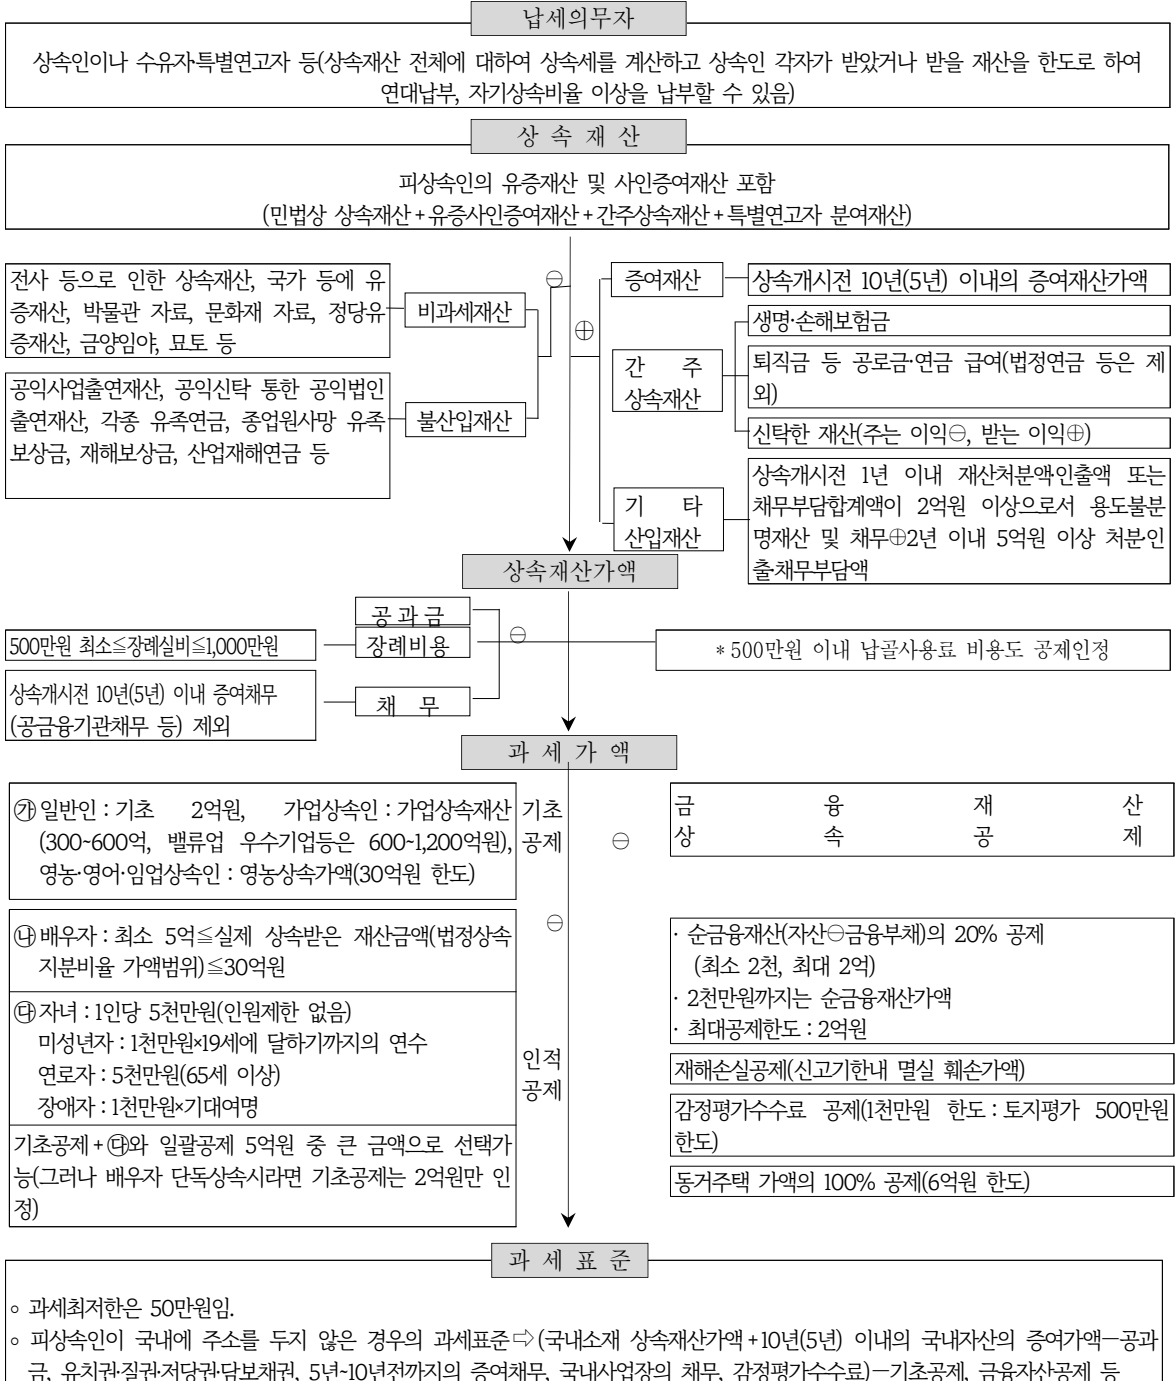 납세의무자
상속인이나 수유자·특별연고자 등(상속재산 전체에 대하여 상속세를 계산하고 상속인 각자가 받았거나 받을 재산을 한도로 하여
연대납부, 자기상속비율 이상을 납부할 수 있음)
상 속 재 산
피상속인의 유증재산 및 사인증여재산 포함
(민법상 상속재산+유증사인증여재산+간주상속재산+특별연고자 분여재산)
전사 등으로 인한 상속재산, 국가 등에 유
증재산, 박물관 자료, 문화재 자료, 정당유
증재산, 금양임야, 묘토 등
비과세재산
⊖
공익사업출연재산, 공익신탁 통한 공익법인
출연재산, 각종 유족연금, 종업원사망 유족
보상금, 재해보상금, 산업재해연금 등
불산입재산
⊕
증여재산
상속개시전 10년(5년) 이내의 증여재산가액
간 주
상속재산
생명·손해보험금
퇴직금 등 공로금·연금 급여(법정연금 등은 제
외)
신탁한 재산(주는 이익⊖, 받는 이익⊕)
기 타
산입재산
상속개시전 1년 이내 재산처분액·인출액 또는
채무부담합계액이 2억원 이상으로서 용도불분
명재산 및 채무⊕2년 이내 5억원 이상 처분·인
출·채무부담액
상속재산가액
공 과 금
500만원 최소≦장례실비≦1,000만원
장례비용
⊖
* 500만원 이내 납골사용료 비용도 공제인정
상속개시전 10년(5년) 이내 증여채무
(공금융기관채무 등) 제외
채 무
과 세 가 액
㉮ 일반인 : 기초 2억원, 가업상속인 : 가업상속재산
(300~600억, 밸류업 우수기업등은 600~1,200억원),
영농·영어·임업상속인 : 영농상속가액(30억원 한도)
기초
공제
⊖
금 융 재 산
상 속 공 제
㉯ 배우자 : 최소 5억≦실제 상속받은 재산금액(법정상속
지분비율 가액범위)≦30억원
⊖
㉰ 자녀 : 1인당 5천만원(인원제한 없음)
미성년자 : 1천만원×19세에 달하기까지의 연수
연로자 : 5천만원(65세 이상)
장애자 : 1천만원×기대여명
인적
공제
기초공제+㉰와 일괄공제 5억원 중 큰 금액으로 선택가
능(그러나 배우자 단독상속시라면 기초공제는 2억원만 인
정)
· 순금융재산(자산⊖금융부채)의 20% 공제
(최소 2천, 최대 2억)
· 2천만원까지는 순금융재산가액
· 최대공제한도 : 2억원
재해손실공제(신고기한내 멸실 훼손가액)
감정평가수수료 공제(1천만원 한도 : 토지평가 500만원
한도)
동거주택 가액의 100% 공제(6억원 한도)
과 세 표 준
◦ 과세최저한은 50만원임.
◦ 피상속인이 국내에 주소를 두지 않은 경우의 과세표준⇨(국내소재 상속재산가액+10년(5년) 이내의 국내자산의 증여가액-공과
금, 유치권·질권·저당권·담보채권, 5년~10년전까지의 증여채무, 국내사업장의 채무, 감정평가수수료)-기초공제, 금융자산공제 등